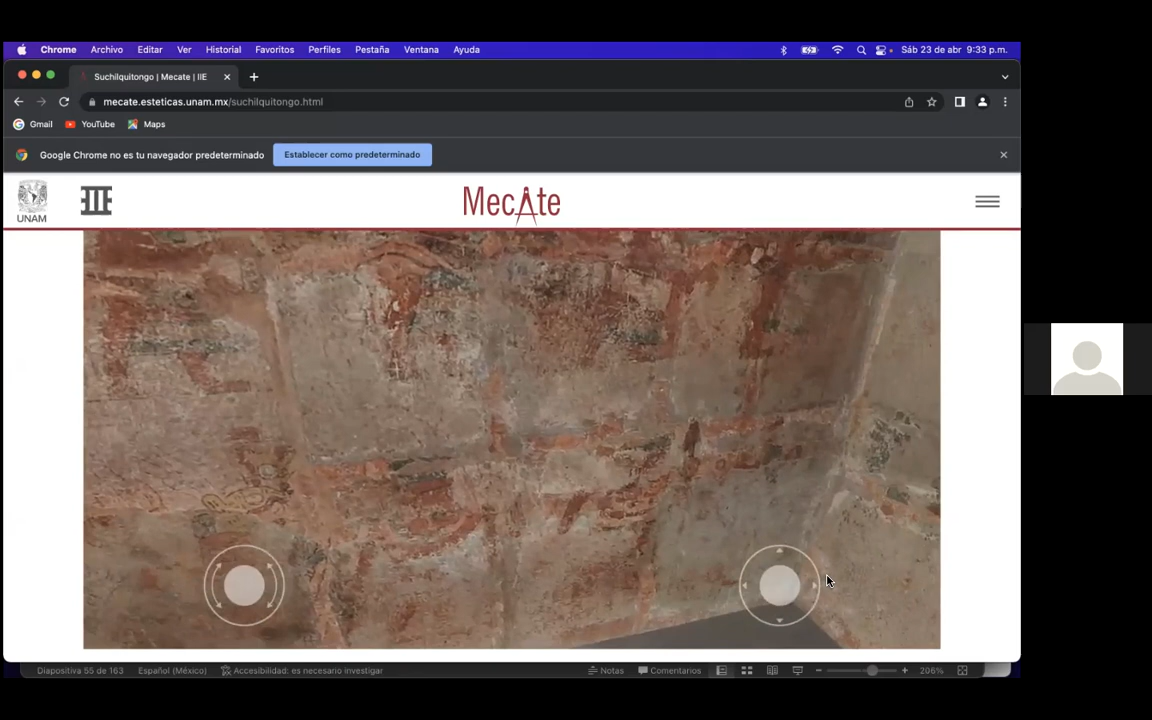 Chrome Archivo Editar Ver Historial Favoritos Perfiles Pestaña Ventana Ayuda Sáb 23 de abr 9:33 p.m.
Suchilquitongo | Mecate | IIE
mecate.esteticas.unam.mx/suchilquitongo.html
Gmail YouTube Maps
Google Chrome no es tu navegador predeterminado Establecer como predeterminado
UNAM MecAte
Diapositiva 55 de 163 Español (México) Accesibilidad: es necesario investigar Notas Comentarios 206%